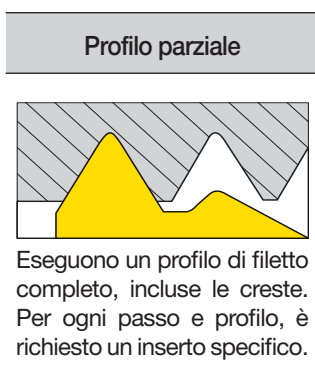 Profilo parziale
Eseguono un profilo di filetto
completo, incluse le creste.
Per ogni passo e profilo, è
richiesto un inserto specifico.